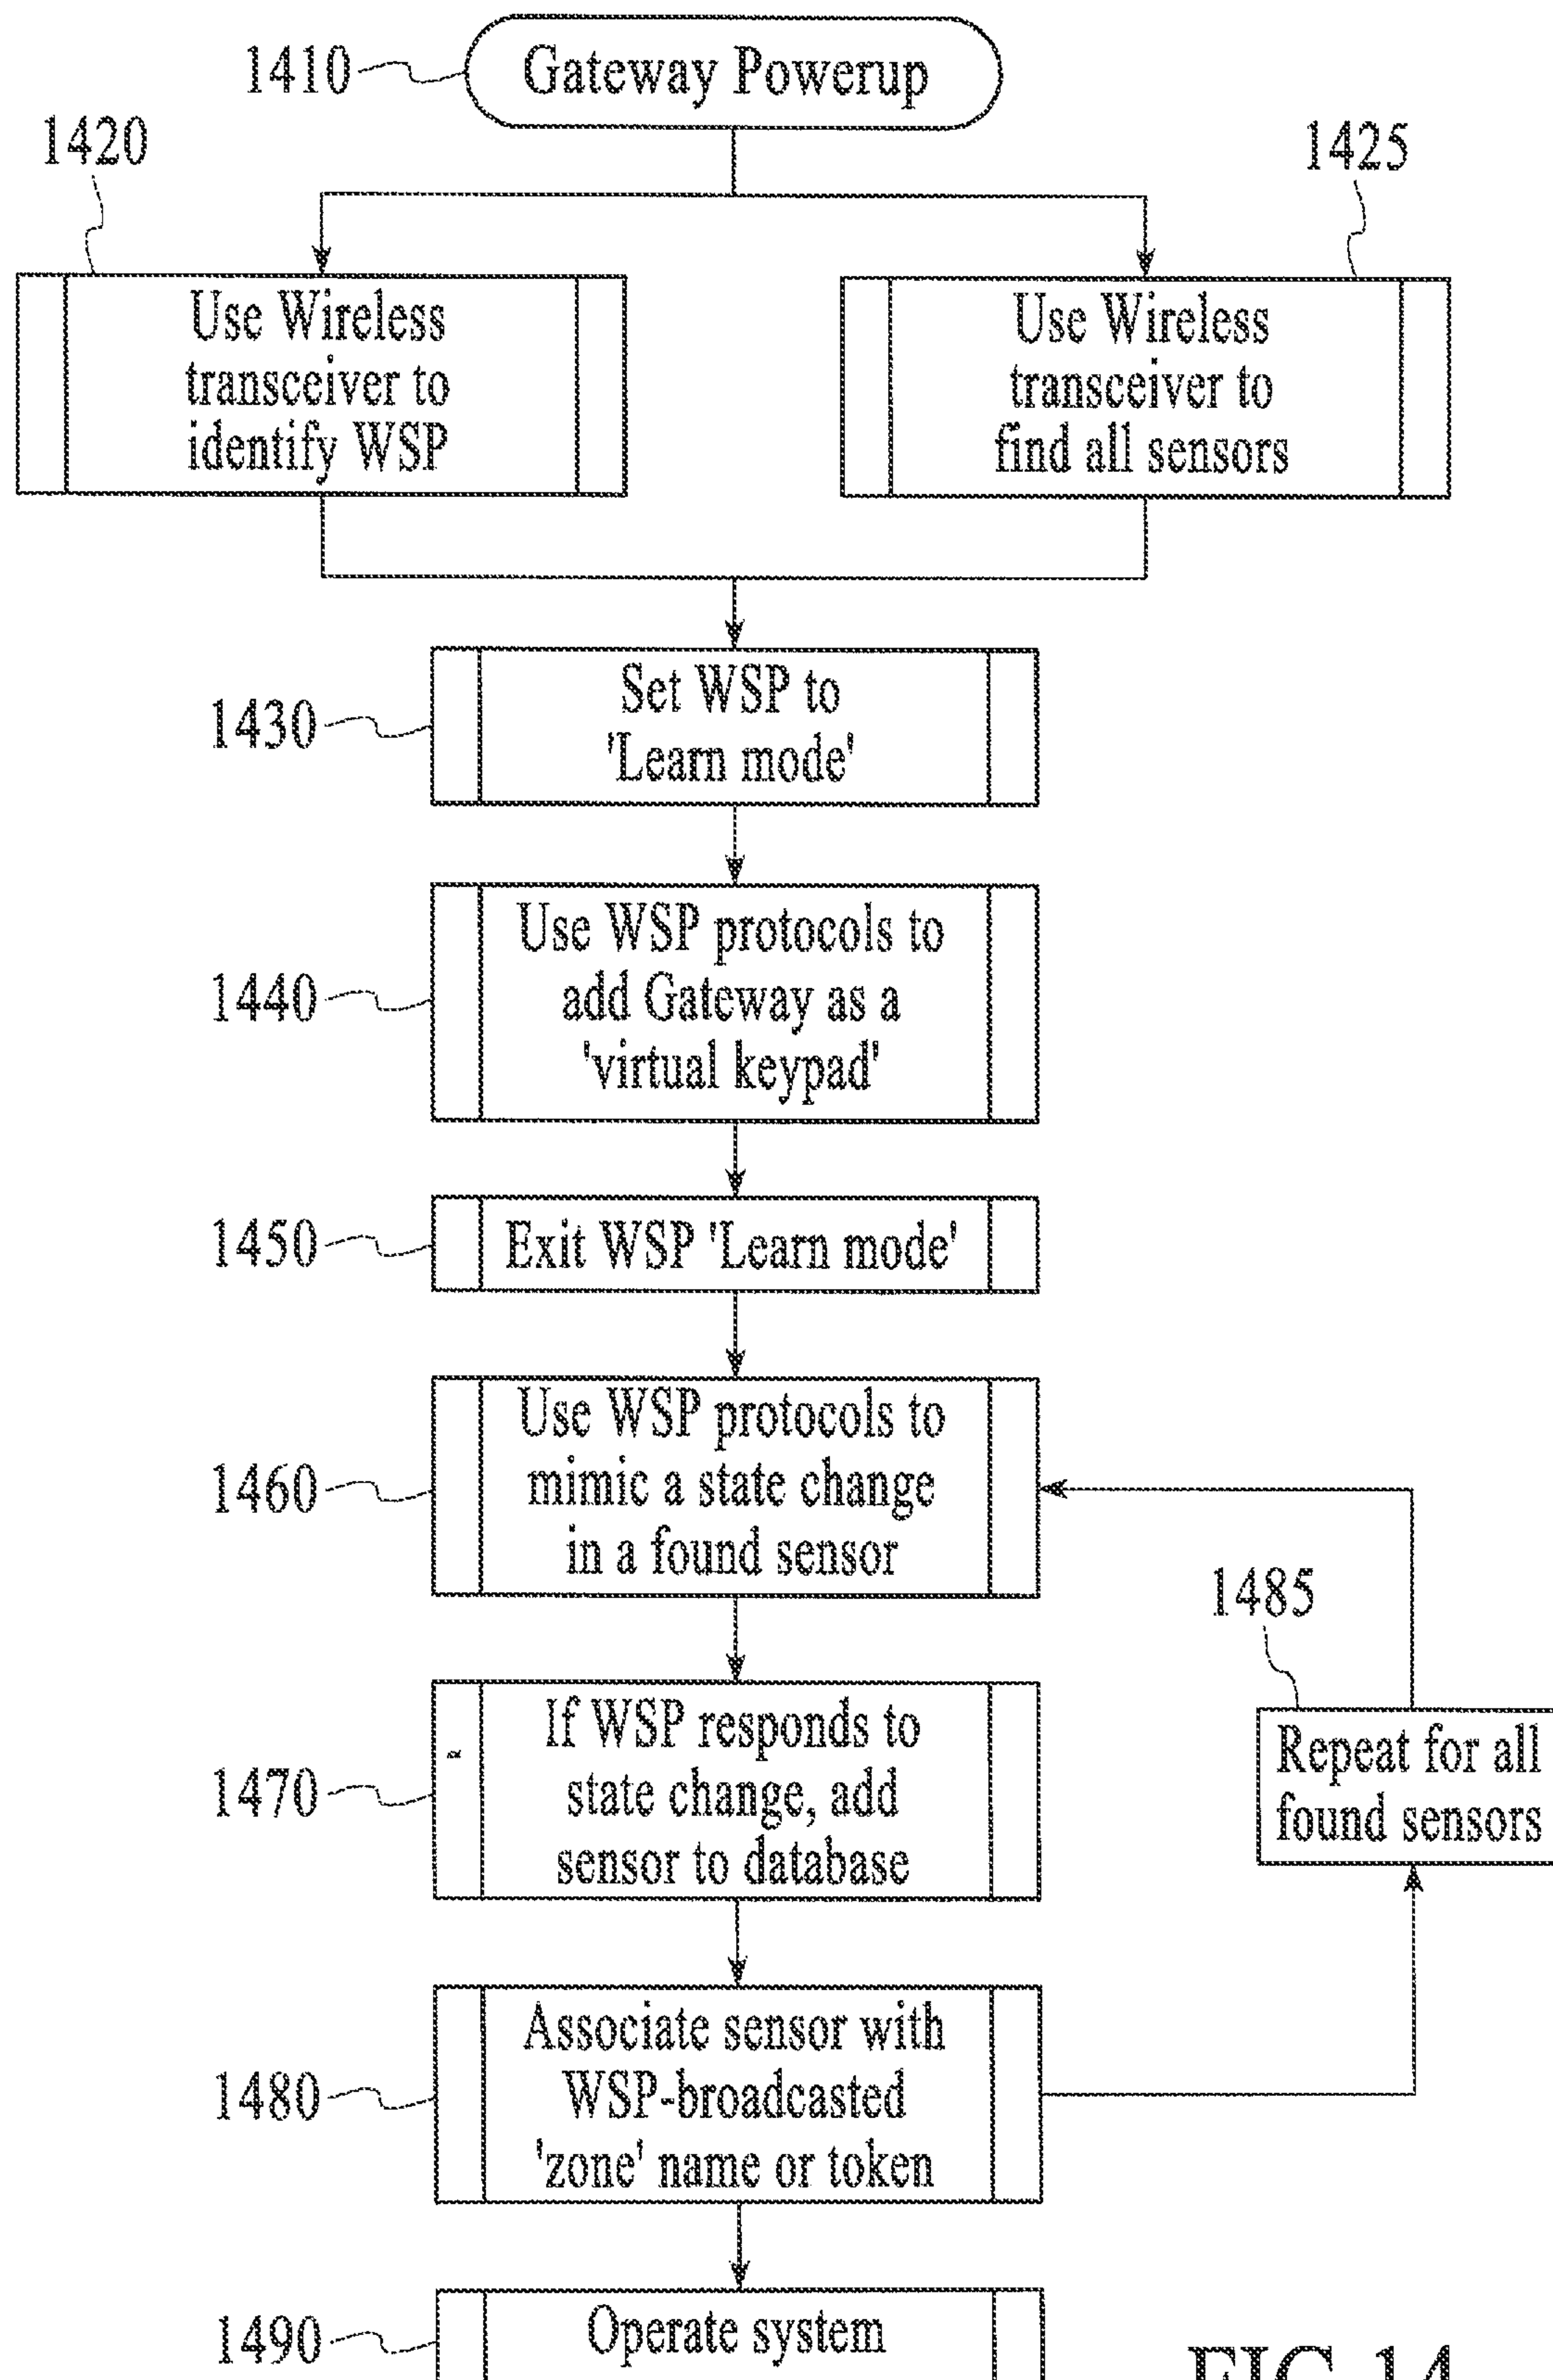 1410
Gateway Powerup
1420
1425
Use Wireless
transceiver to
identify WSP
Use Wireless
transceiver to
find all sensors
1430
Set WSP to
'Learn mode'
1440
Use WSP protocols to
add Gateway as a
'virtual keypad'
1450
Exit WSP 'Learn mode'
1460
Use WSP protocols to
mimic a state change
in a found sensor
1485
Repeat for all
found sensors
1470
If WSP responds to
state change, add
sensor to database
1480
Associate sensor with
WSP-broadcasted
'zone' name or token
1490
Operate system
FIG. 14